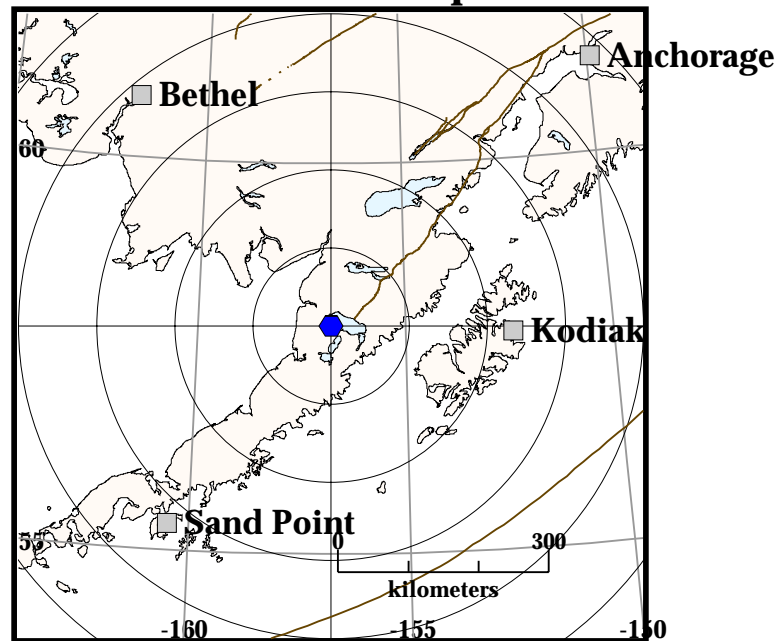 Anchorage
Bethel
60
Kodiak
Sand Point
55
0 300
kilometers
-160 -155 -150